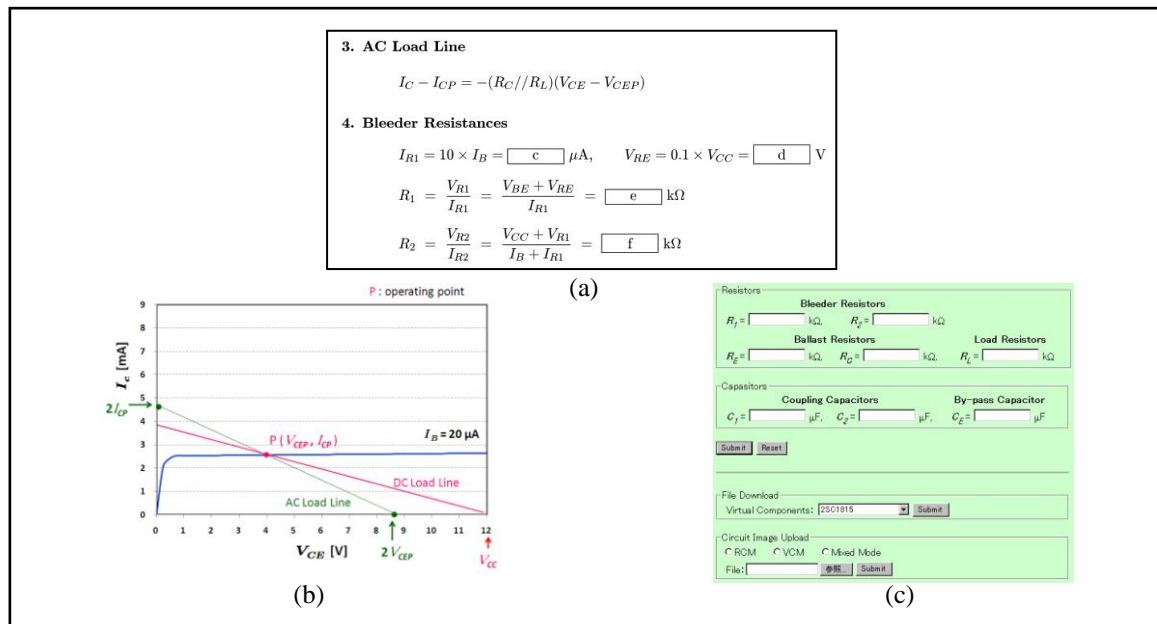 3. AC Load Line
I_C − I_CP = −(R_C//R_L)(V_CE − V_CEP)
4. Bleeder Resistances
I_R1 = 10 × I_B = c μA, V_RE = 0.1 × V_CC = d V
R_1 = V_R1 / I_R1 = (V_BE + V_RE) / I_R1 = e kΩ
R_2 = V_R2 / I_R2 = (V_CC + V_R1) / (I_B + I_R1) = f kΩ
(a)
P : operating point
9
8
7
6
5
4
3
2
1
0
I_c [mA]
2I_CP
P (V_CEP, I_CP)
I_B = 20 μA
DC Load Line
AC Load Line
0 1 2 3 4 5 6 7 8 9 10 11 12
V_CE [V]
2 V_CEP
V_CC
(b)
Resistors
Bleeder Resistors
R_1 = kΩ, R_2 = kΩ
Ballast Resistors Load Resistors
R_E = kΩ, R_C = kΩ, R_L = kΩ
Capasitors
Coupling Capacitors By-pass Capacitor
C_1 = μF, C_2 = μF, C_E = μF
Submit Reset
File Download
Virtual Components: 2SC1815 Submit
Circuit Image Upload
RCM VCM Mixed Mode
File: 参照... Submit
(c)